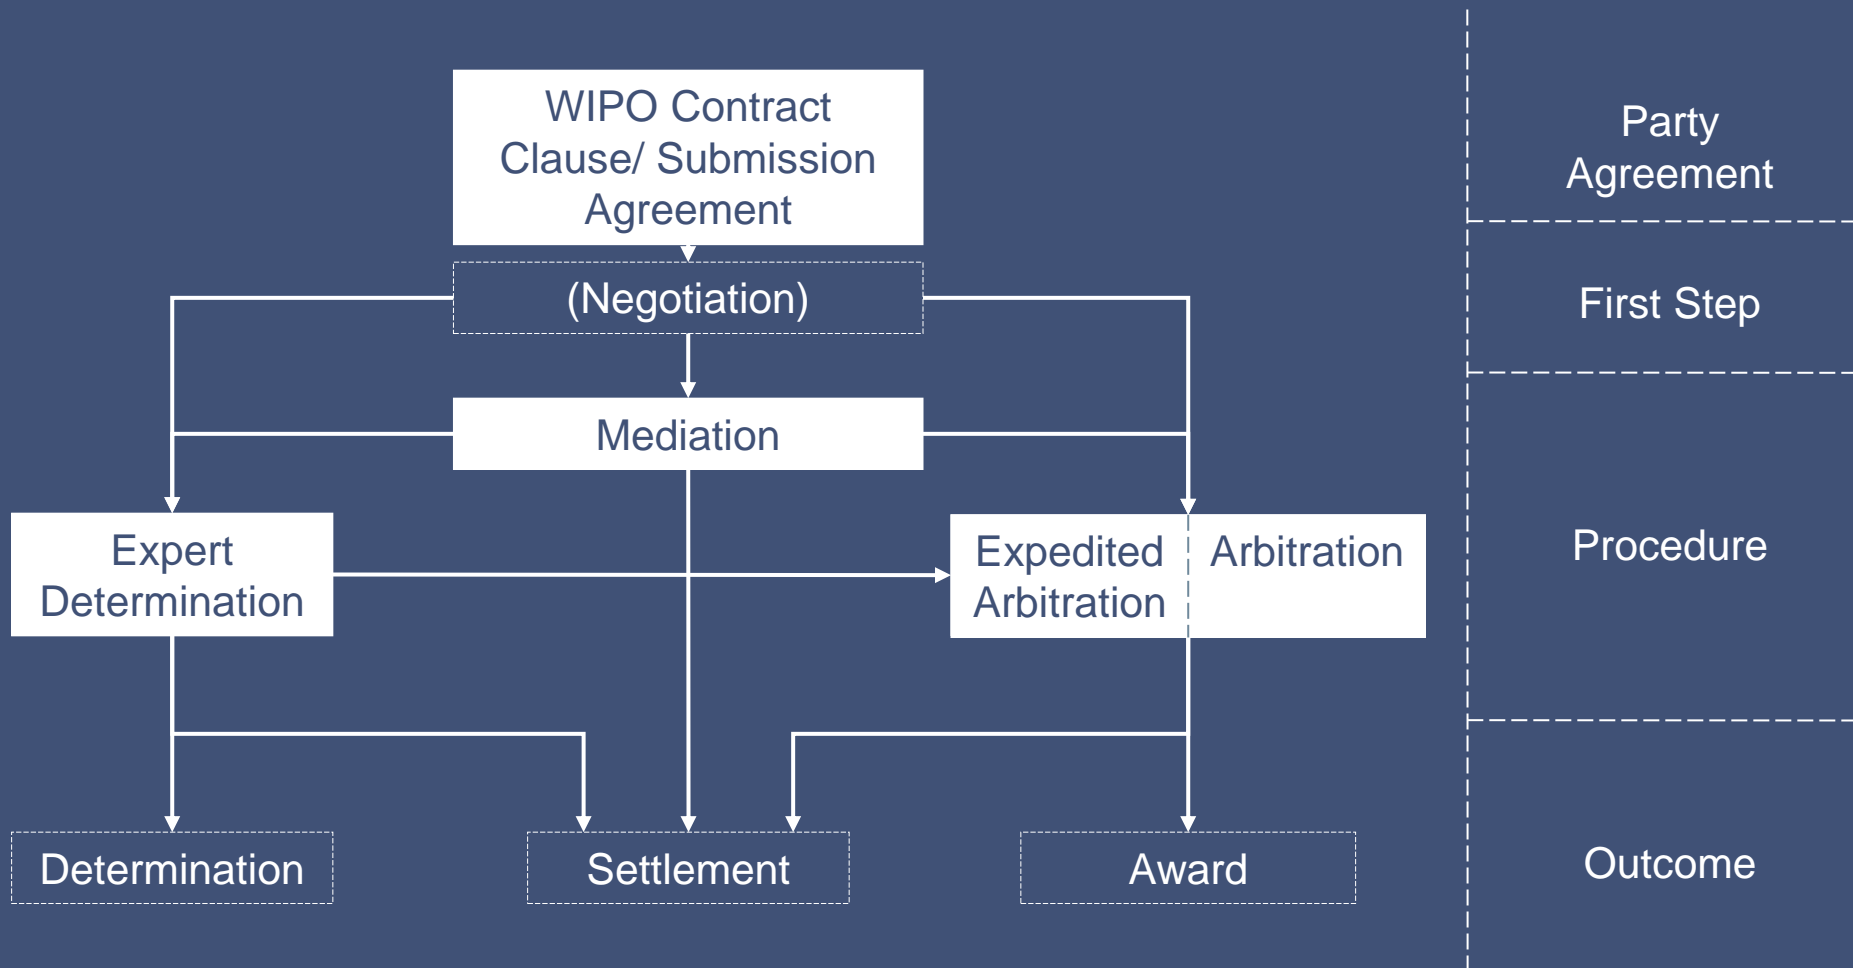 WIPO Contract
Clause/ Submission
Agreement
Party
Agreement
(Negotiation)
First Step
Mediation
Expert
Determination
Expedited
Arbitration
Arbitration
Procedure
Determination
Settlement
Award
Outcome